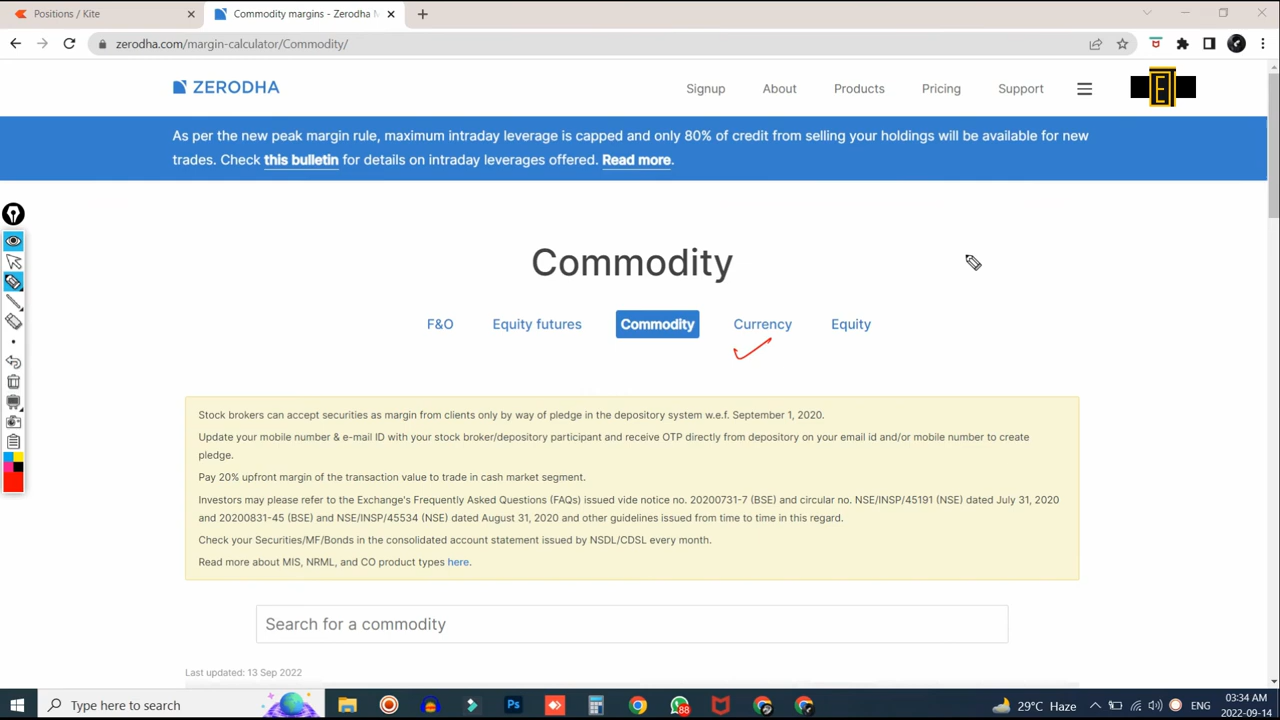 Positions / Kite
Commodity margins - Zerodha
zerodha.com/margin-calculator/Commodity/
ZERODHA
Signup
About
Products
Pricing
Support
E
As per the new peak margin rule, maximum intraday leverage is capped and only 80% of credit from selling your holdings will be available for new
trades. Check this bulletin for details on intraday leverages offered. Read more.
Commodity
F&O
Equity futures
Commodity
Currency
Equity
Stock brokers can accept securities as margin from clients only by way of pledge in the depository system w.e.f. September 1, 2020.
Update your mobile number & e-mail ID with your stock broker/depository participant and receive OTP directly from depository on your email id and/or mobile number to create
pledge.
Pay 20% upfront margin of the transaction value to trade in cash market segment.
Investors may please refer to the Exchange's Frequently Asked Questions (FAQs) issued vide notice no. 20200731-7 (BSE) and circular no. NSE/INSP/45191 (NSE) dated July 31, 2020
and 20200831-45 (BSE) and NSE/INSP/45534 (NSE) dated August 31, 2020 and other guidelines issued from time to time in this regard.
Check your Securities/MF/Bonds in the consolidated account statement issued by NSDL/CDSL every month.
Read more about MIS, NRML, and CO product types here.
Search for a commodity
Last updated: 13 Sep 2022
Type here to search
Ps
88
29°C Haze
ENG
03:34 AM
2022-09-14